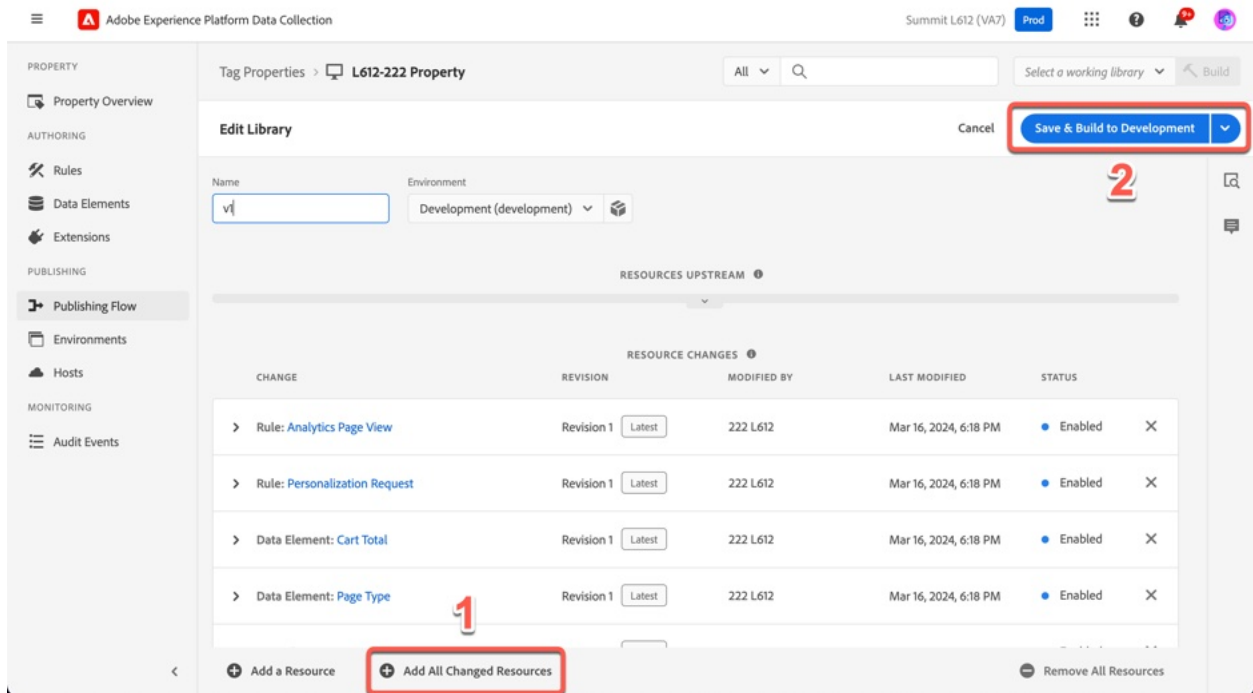 Adobe Experience Platform Data Collection
Summit L612 (VA7) Prod 9+
PROPERTY
Property Overview
AUTHORING
Rules
Data Elements
Extensions
PUBLISHING
Publishing Flow
Environments
Hosts
MONITORING
Audit Events
Tag Properties > L612-222 Property
All
Select a working library
Build
Edit Library
Cancel
Save & Build to Development
2
Name
v1
Environment
Development (development)
RESOURCES UPSTREAM
RESOURCE CHANGES
CHANGE REVISION MODIFIED BY LAST MODIFIED STATUS
Rule: Analytics Page View Revision 1 Latest 222 L612 Mar 16, 2024, 6:18 PM Enabled
Rule: Personalization Request Revision 1 Latest 222 L612 Mar 16, 2024, 6:18 PM Enabled
Data Element: Cart Total Revision 1 Latest 222 L612 Mar 16, 2024, 6:18 PM Enabled
Data Element: Page Type Revision 1 Latest 222 L612 Mar 16, 2024, 6:18 PM Enabled
1
Add a Resource
Add All Changed Resources
Remove All Resources